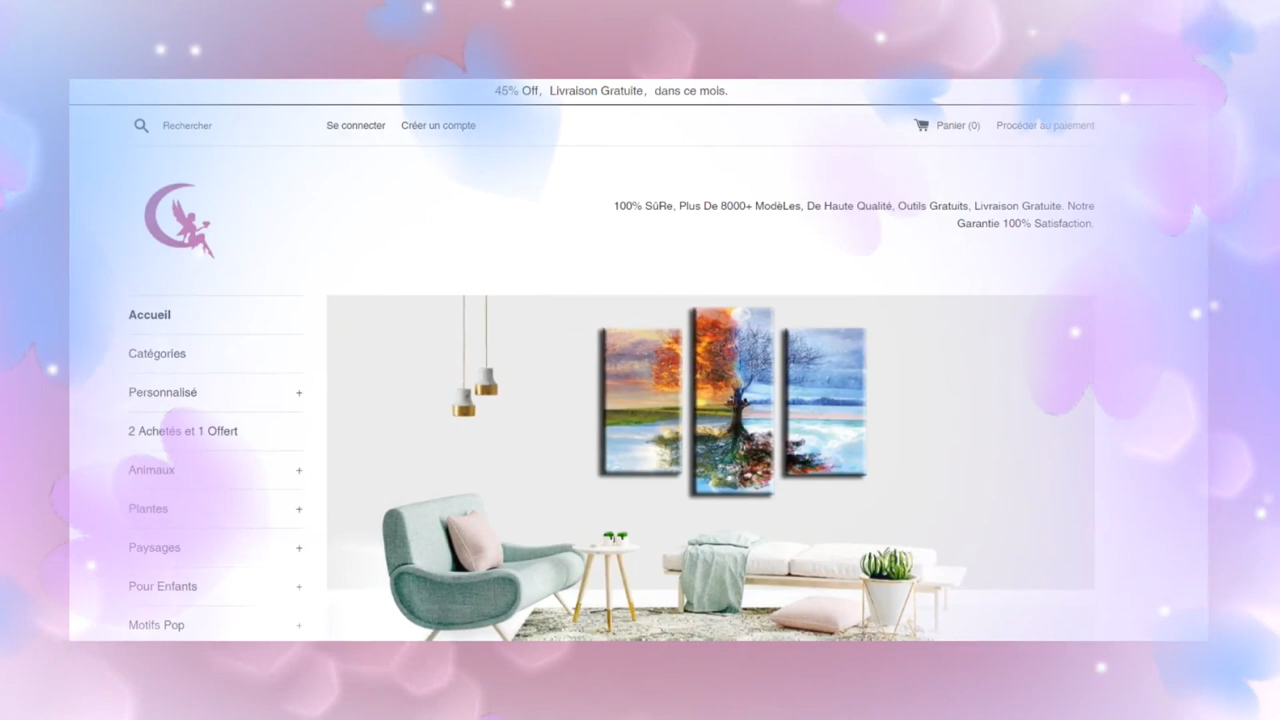 45% Off, Livraison Gratuite, dans ce mois.
Rechercher
Se connecter
Créer un compte
Panier (0)
Procéder au paiement
100% SûRe, Plus De 8000+ ModèLes, De Haute Qualité, Outils Gratuits, Livraison Gratuite. Notre
Garantie 100% Satisfaction.
Accueil
Catégories
Personnalisé +
2 Achetés et 1 Offert
Animaux +
Plantes +
Paysages +
Pour Enfants +
Motifs Pop +